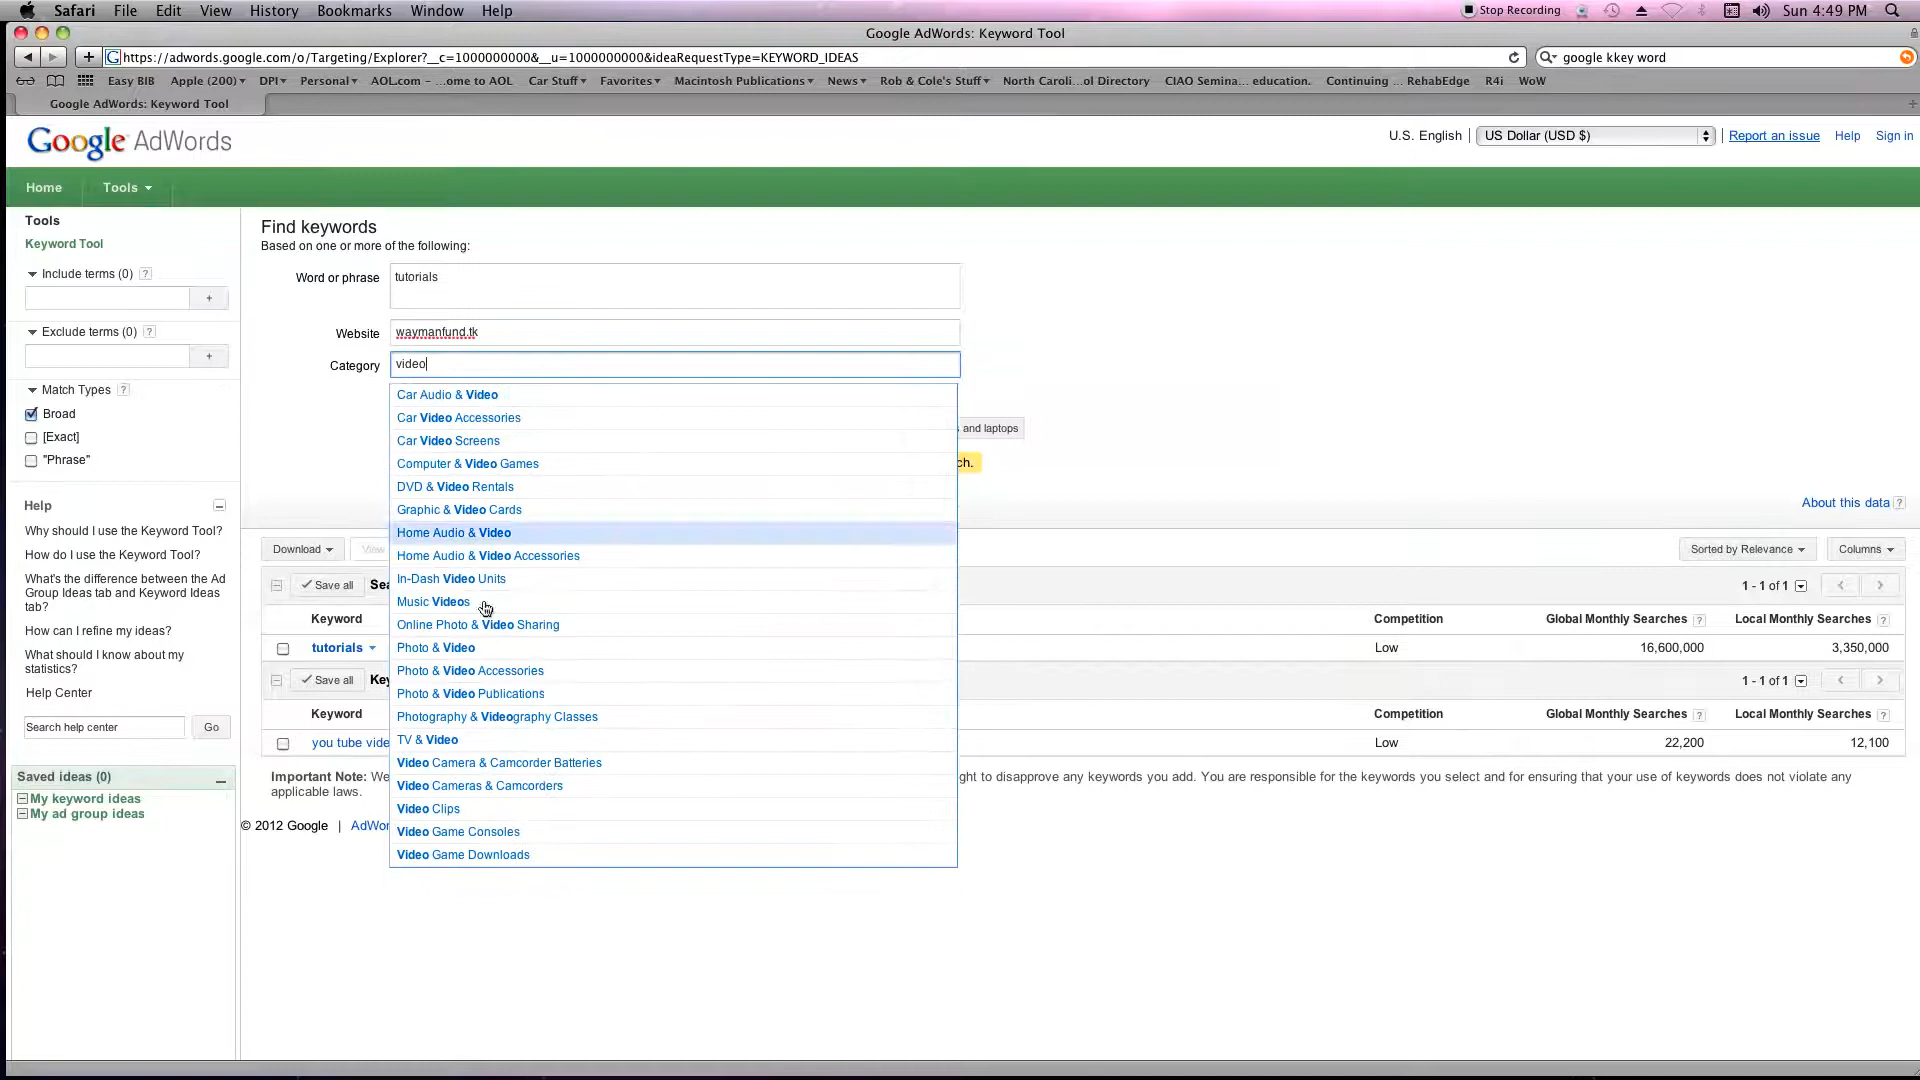 Safari File Edit View History Bookmarks Window Help Stop Recording Sun 4:49 PM
Google AdWords: Keyword Tool
https://adwords.google.com/o/Targeting/Explorer?__c=1000000000&__u=1000000000&ideaRequestType=KEYWORD_IDEAS google kkey word
Easy BIB Apple (200) DPI Personal AOL.com – ...ome to AOL Car Stuff Favorites Macintosh Publications News Rob & Cole's Stuff North Caroli...ol Directory CIAO Semina... education. Continuing ... RehabEdge R4i WoW
Google AdWords: Keyword Tool
Google AdWords U.S. English US Dollar (USD $) Report an issue Help Sign in
Home Tools
Tools
Keyword Tool
Include terms (0) ?
+
Exclude terms (0) ?
+
Match Types ?
Broad
[Exact]
"Phrase"
Help
Why should I use the Keyword Tool?
How do I use the Keyword Tool?
What's the difference between the Ad
Group Ideas tab and Keyword Ideas
tab?
How can I refine my ideas?
What should I know about my
statistics?
Help Center
Search help center Go
Saved ideas (0)
My keyword ideas
My ad group ideas
Find keywords
Based on one or more of the following:
Word or phrase tutorials
Website waymanfund.tk
Category video
Car Audio & Video
Car Video Accessories
Car Video Screens
Computer & Video Games
DVD & Video Rentals
Graphic & Video Cards
Home Audio & Video
Home Audio & Video Accessories
In-Dash Video Units
Music Videos
Online Photo & Video Sharing
Photo & Video
Photo & Video Accessories
Photo & Video Publications
Photography & Videography Classes
TV & Video
Video Camera & Camcorder Batteries
Video Cameras & Camcorders
Video Clips
Video Game Consoles
Video Game Downloads
s and laptops
ch.
About this data ?
Download View Sorted by Relevance Columns
Save all Sea 1 - 1 of 1
Keyword Competition Global Monthly Searches ? Local Monthly Searches ?
tutorials Low 16,600,000 3,350,000
Save all Key 1 - 1 of 1
Keyword Competition Global Monthly Searches ? Local Monthly Searches ?
you tube vide Low 22,200 12,100
Important Note: We ght to disapprove any keywords you add. You are responsible for the keywords you select and for ensuring that your use of keywords does not violate any
applicable laws.
© 2012 Google | AdWor